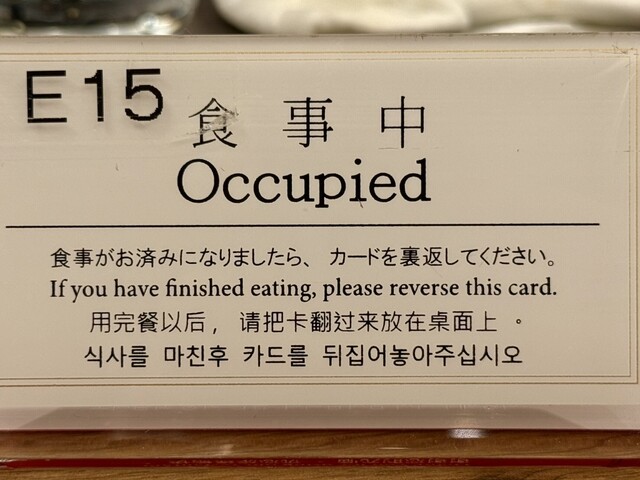 E15
食事中
Occupied
食事がお済みになりましたら、カードを裏返してください。
If you have finished eating, please reverse this card.
用完餐以后，请把卡翻过来放在桌面上。
식사를 마친후 카드를 뒤집어놓아주십시오